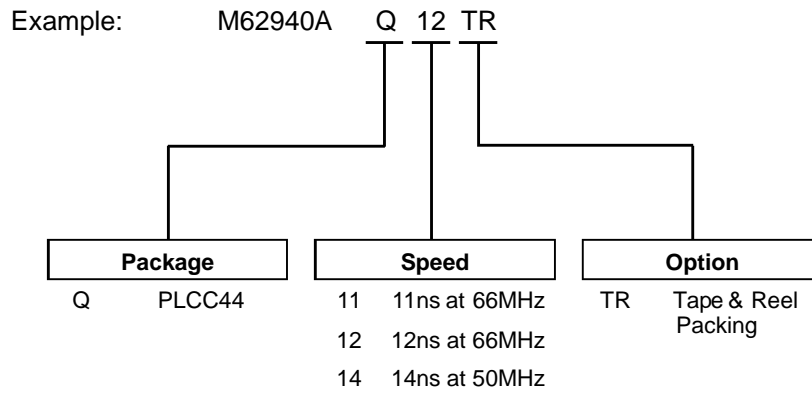 Example: M62940A Q 12 TR
Package Speed Option
Q PLCC44 11 11ns at 66MHz TR Tape & Reel
Packing
12 12ns at 66MHz
14 14ns at 50MHz